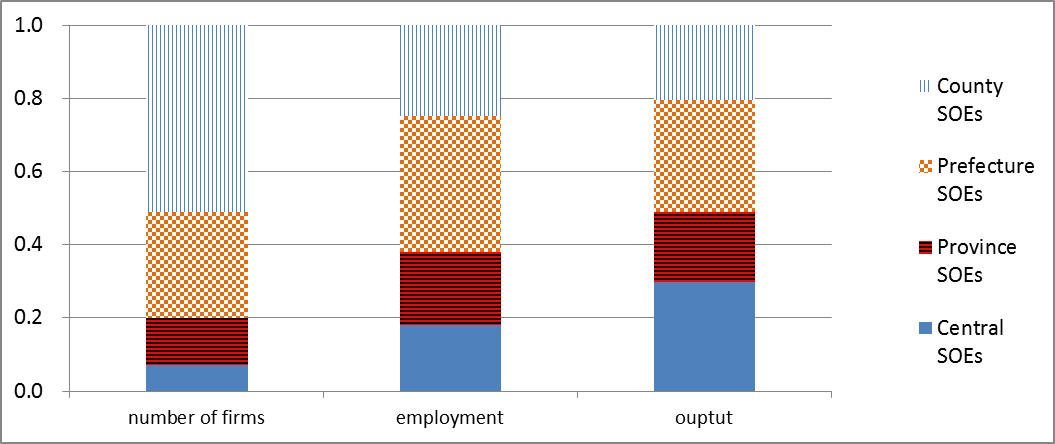 1.0
0.8
0.6
0.4
0.2
0.0
number of firms
employment
ouptut
County
SOEs
Prefecture
SOEs
Province
SOEs
Central
SOEs